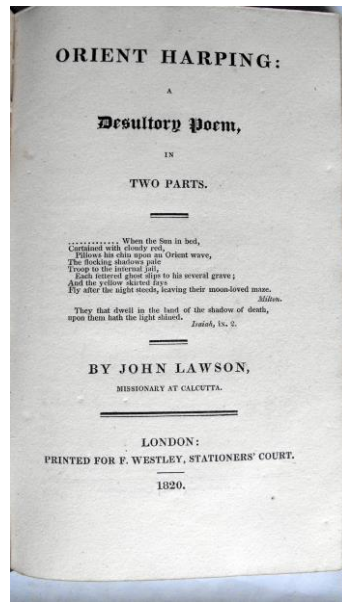 ORIENT HARPING:
A
Desultory Poem,
IN
TWO PARTS.
............. When the Sun in bed,
Curtained with cloudy red,
Pillows his chin upon an Orient wave,
The flocking shadows pale
Troop to the infernal jail,
Each fettered ghost slips to his several grave;
And the yellow skirted fays
Fly after the night steeds, leaving their moon-loved maze.
Milton.
They that dwell in the land of the shadow of death,
upon them hath the light shined.
Isaiah, ix. 2.
BY JOHN LAWSON,
MISSIONARY AT CALCUTTA.
LONDON:
PRINTED FOR F. WESTLEY, STATIONERS' COURT.
1820.